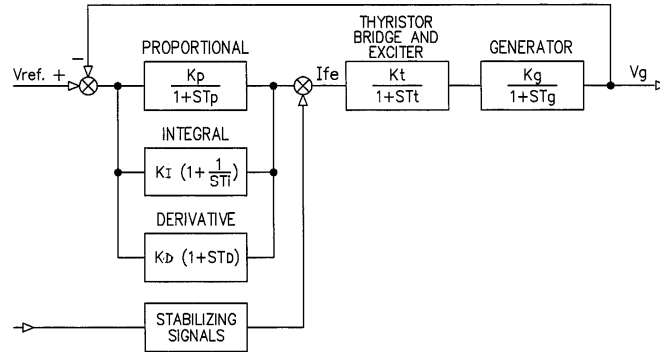 THYRISTOR
BRIDGE AND
EXCITER
PROPORTIONAL
GENERATOR
−
Vref. +
Kp
1+STp
Ife
Kt
1+STt
Kg
1+STg
Vg
INTEGRAL
KI (1+ 1
STi )
DERIVATIVE
KD (1+STD)
STABILIZING
SIGNALS